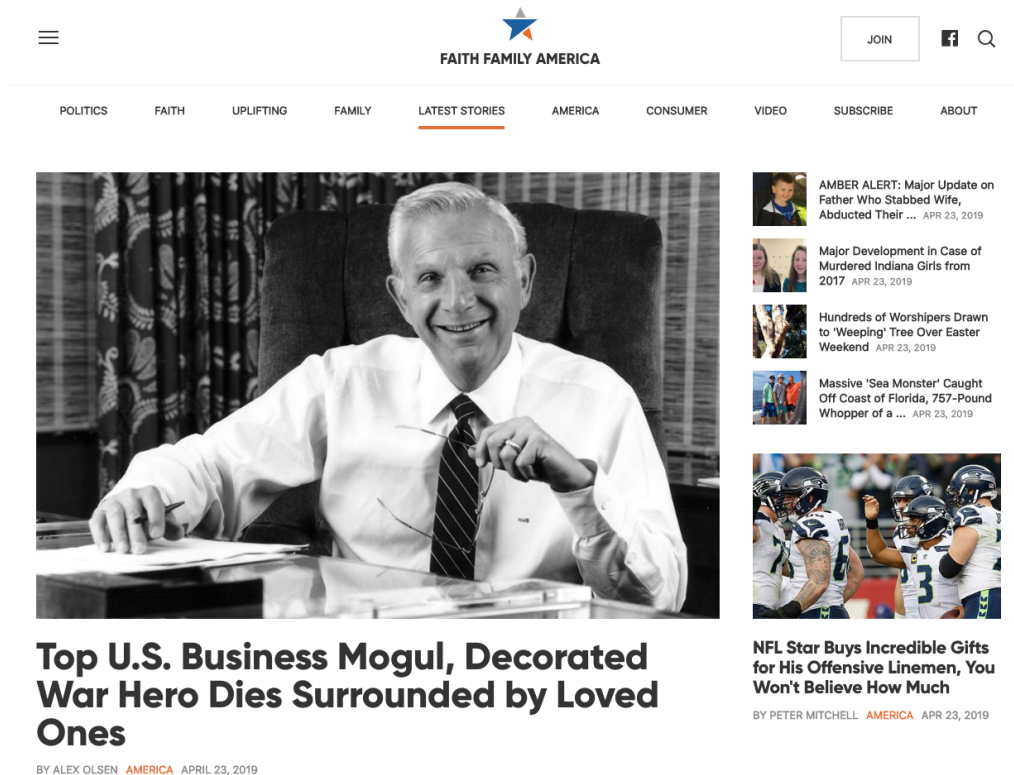 FAITH FAMILY AMERICA
JOIN
POLITICS
FAITH
UPLIFTING
FAMILY
LATEST STORIES
AMERICA
CONSUMER
VIDEO
SUBSCRIBE
ABOUT
Top U.S. Business Mogul, Decorated
War Hero Dies Surrounded by Loved
Ones
BY ALEX OLSEN AMERICA APRIL 23, 2019
AMBER ALERT: Major Update on
Father Who Stabbed Wife,
Abducted Their ... APR 23, 2019
Major Development in Case of
Murdered Indiana Girls from
2017 APR 23, 2019
Hundreds of Worshipers Drawn
to 'Weeping' Tree Over Easter
Weekend APR 23, 2019
Massive 'Sea Monster' Caught
Off Coast of Florida, 757-Pound
Whopper of a ... APR 23, 2019
3
NFL Star Buys Incredible Gifts
for His Offensive Linemen, You
Won't Believe How Much
BY PETER MITCHELL AMERICA APR 23, 2019